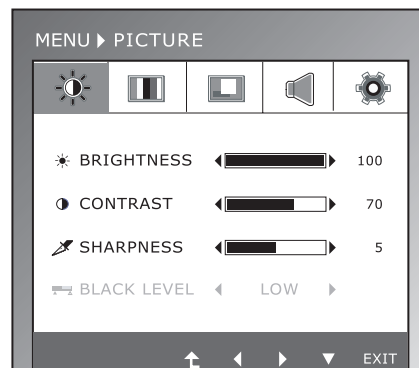 MENU PICTURE
BRIGHTNESS 100
CONTRAST 70
SHARPNESS 5
BLACK LEVEL LOW
EXIT